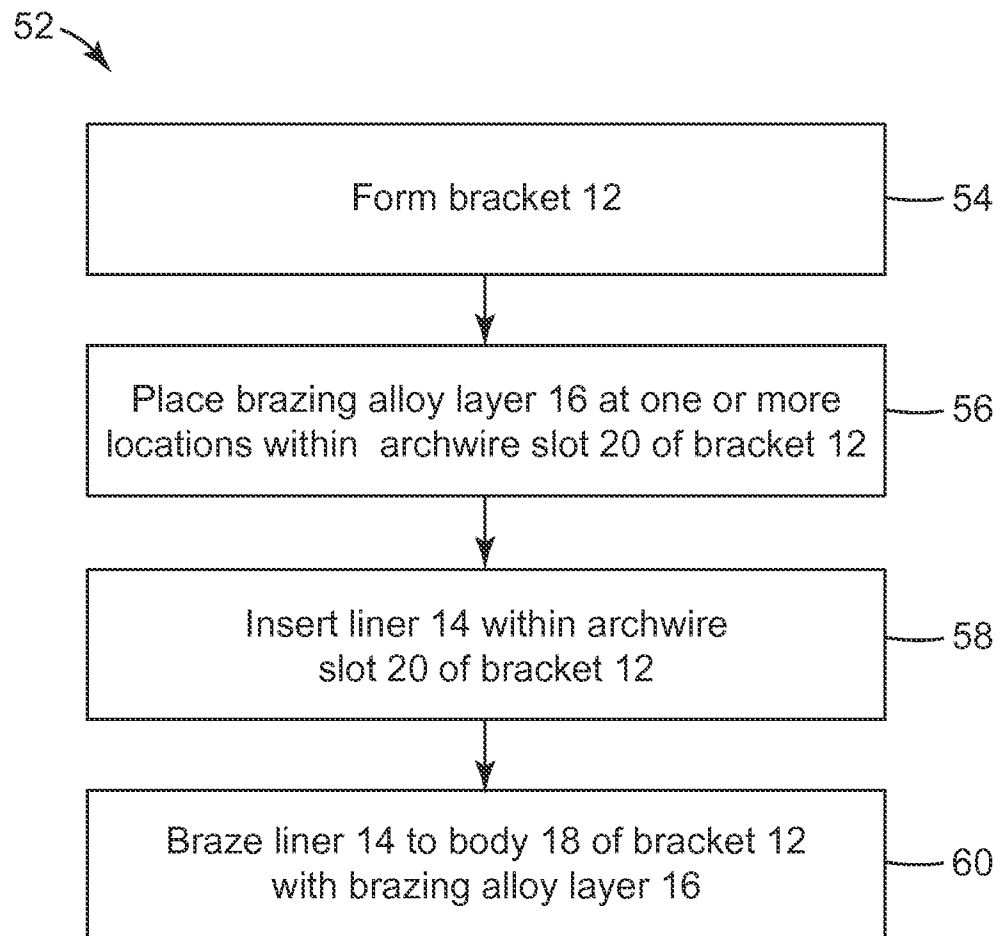 52
Form bracket 12
54
Place brazing alloy layer 16 at one or more
locations within archwire slot 20 of bracket 12
56
Insert liner 14 within archwire
slot 20 of bracket 12
58
Braze liner 14 to body 18 of bracket 12
with brazing alloy layer 16
60